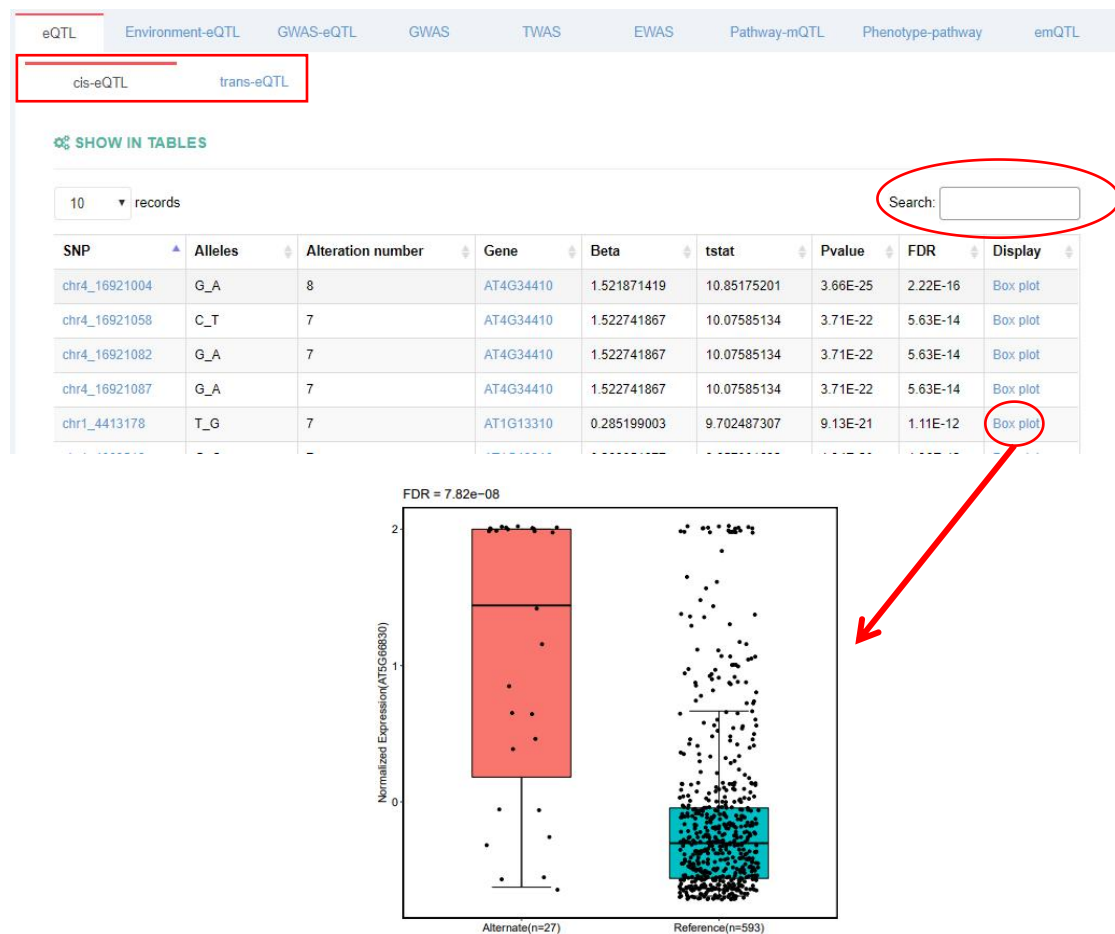 eQTL Environment-eQTL GWAS-eQTL GWAS TWAS EWAS Pathway-mQTL Phenotype-pathway emQTL
cis-eQTL trans-eQTL
SHOW IN TABLES
10 records Search:
SNP Alleles Alteration number Gene Beta tstat Pvalue FDR Display
chr4_16921004 G_A 8 AT4G34410 1.521871419 10.85175201 3.66E-25 2.22E-16 Box plot
chr4_16921058 C_T 7 AT4G34410 1.522741867 10.07585134 3.71E-22 5.63E-14 Box plot
chr4_16921082 G_A 7 AT4G34410 1.522741867 10.07585134 3.71E-22 5.63E-14 Box plot
chr4_16921087 G_A 7 AT4G34410 1.522741867 10.07585134 3.71E-22 5.63E-14 Box plot
chr1_4413178 T_G 7 AT1G13310 0.285199003 9.702487307 9.13E-21 1.11E-12 Box plot
FDR = 7.82e−08
Normalized Expression(AT5G66830)
2
1
0
Alternate(n=27) Reference(n=593)